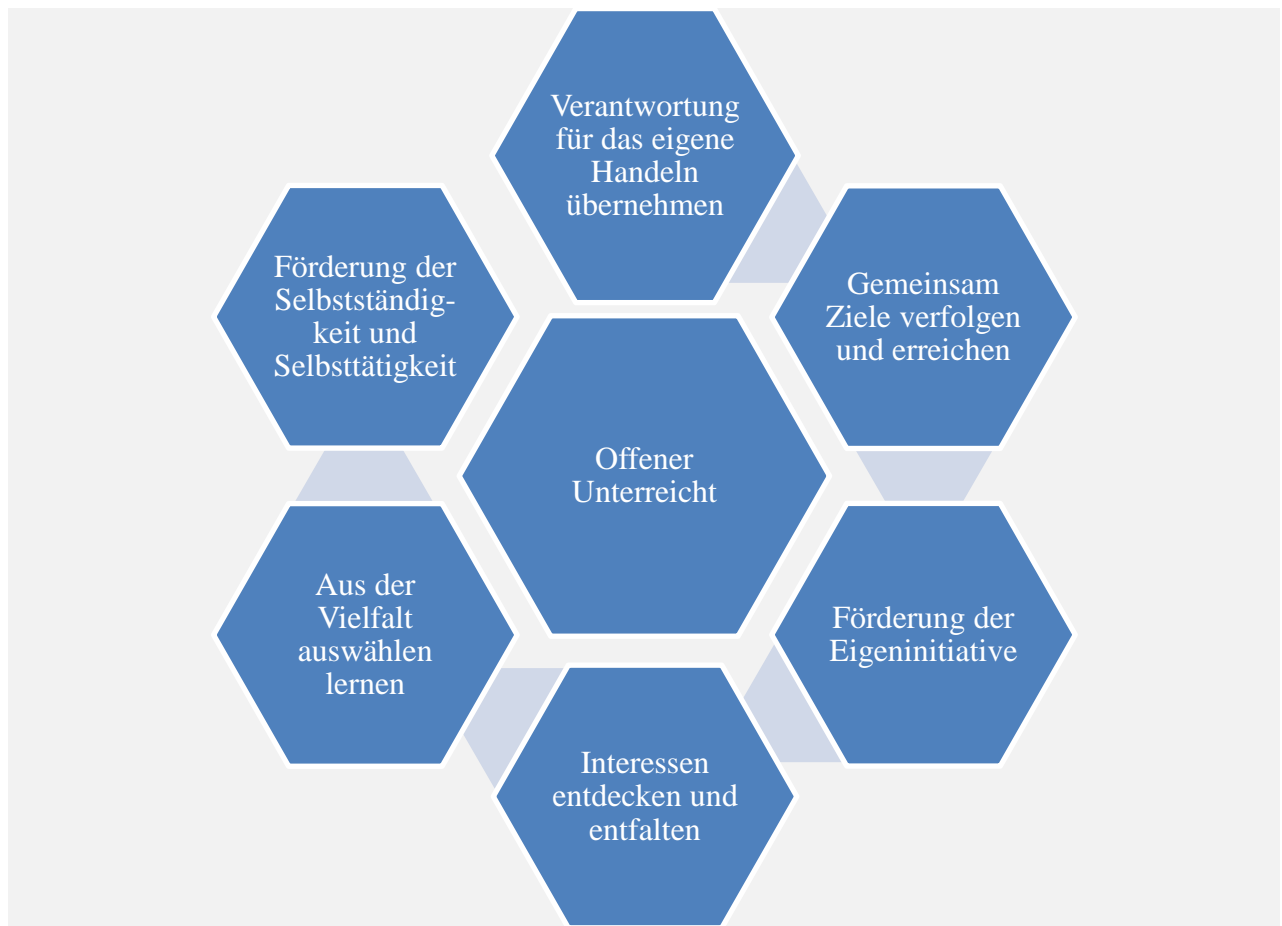 Verantwortung
für das eigene
Handeln
übernehmen
Gemeinsam
Ziele verfolgen
und erreichen
Förderung der
Eigeninitiative
Interessen
entdecken und
entfalten
Aus der
Vielfalt
auswählen
lernen
Förderung der
Selbstständig-
keit und
Selbsttätigkeit
Offener
Unterreicht